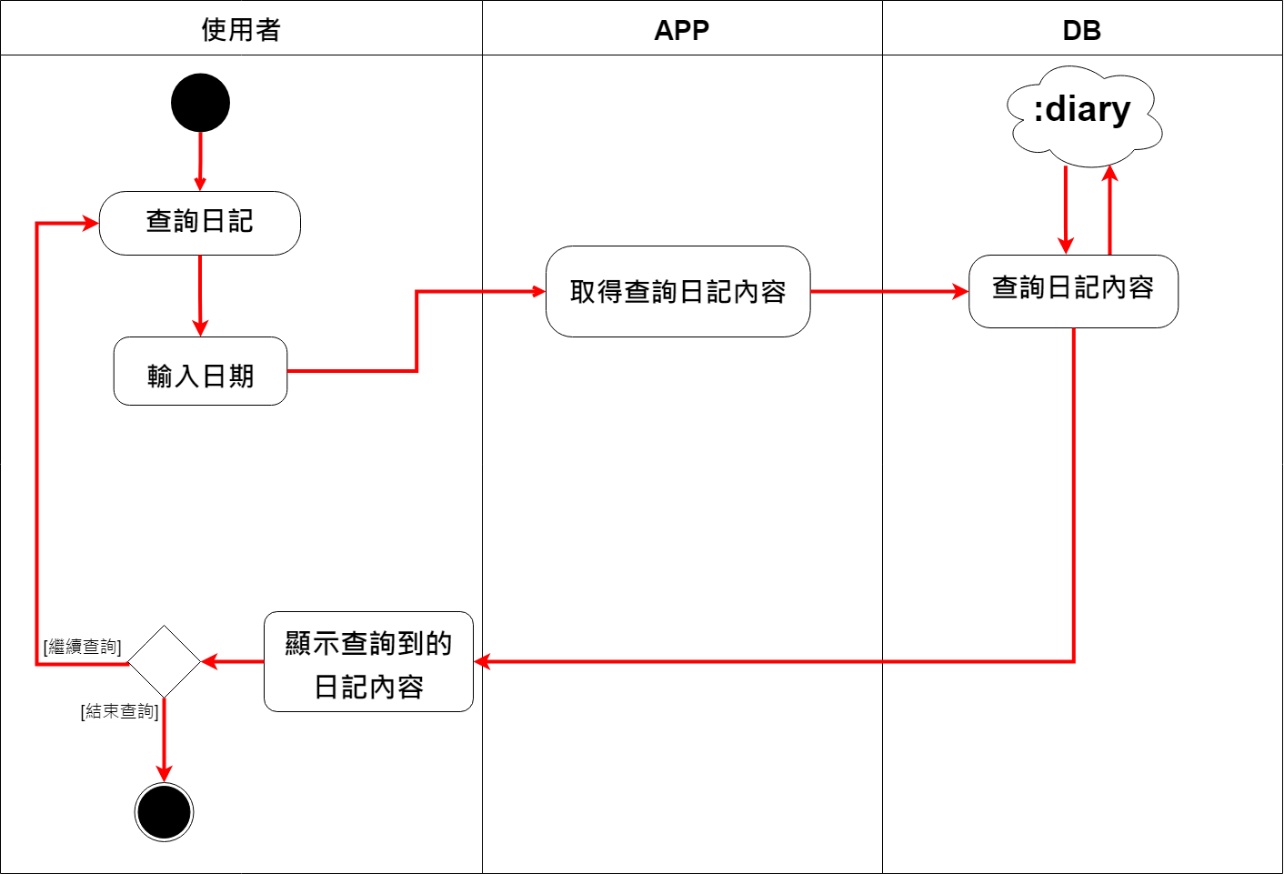 使用者
APP
DB
:diary
查詢日記
取得查詢日記內容
查詢日記內容
輸入日期
顯示查詢到的
日記內容
[繼續查詢]
[結束查詢]